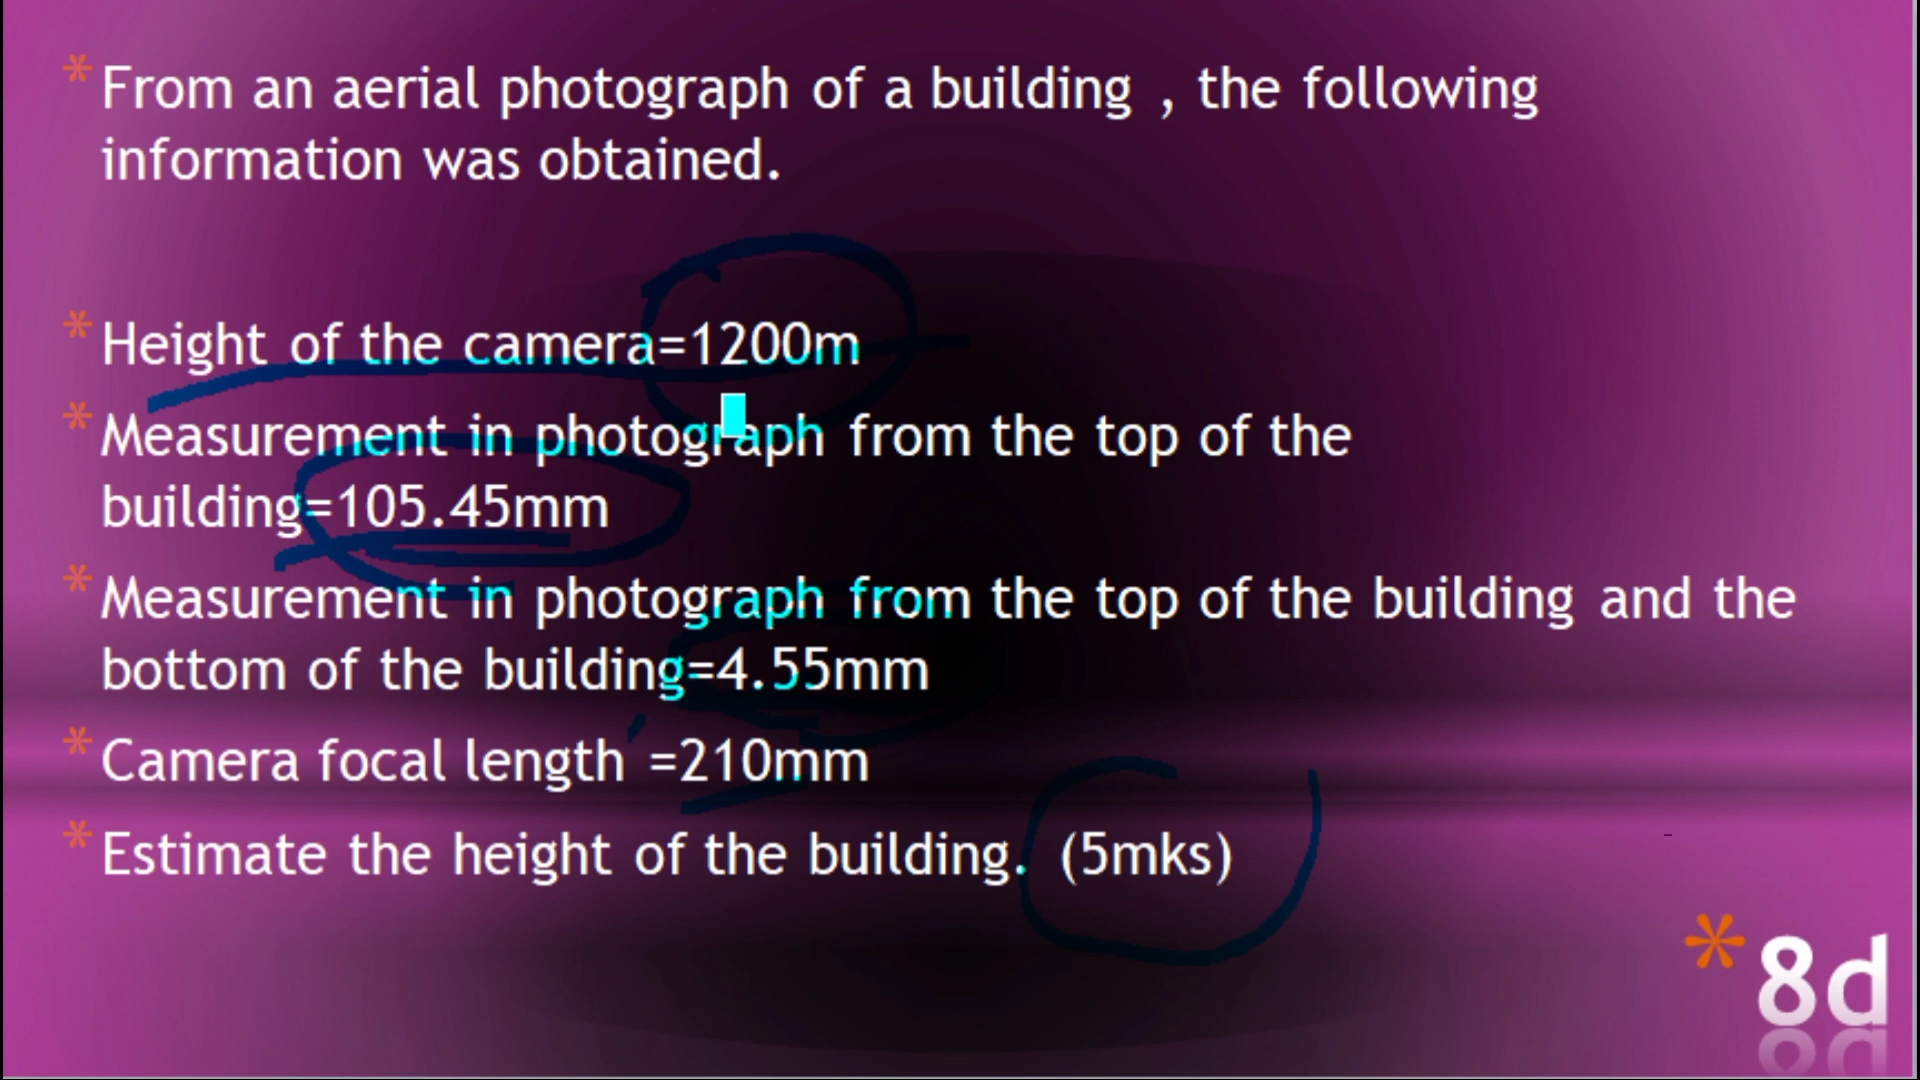 * From an aerial photograph of a building , the following
information was obtained.
* Height of the camera=1200m
* Measurement in photograph from the top of the
building=105.45mm
* Measurement in photograph from the top of the building and the
bottom of the building=4.55mm
* Camera focal length =210mm
* Estimate the height of the building. (5mks)
* 8d